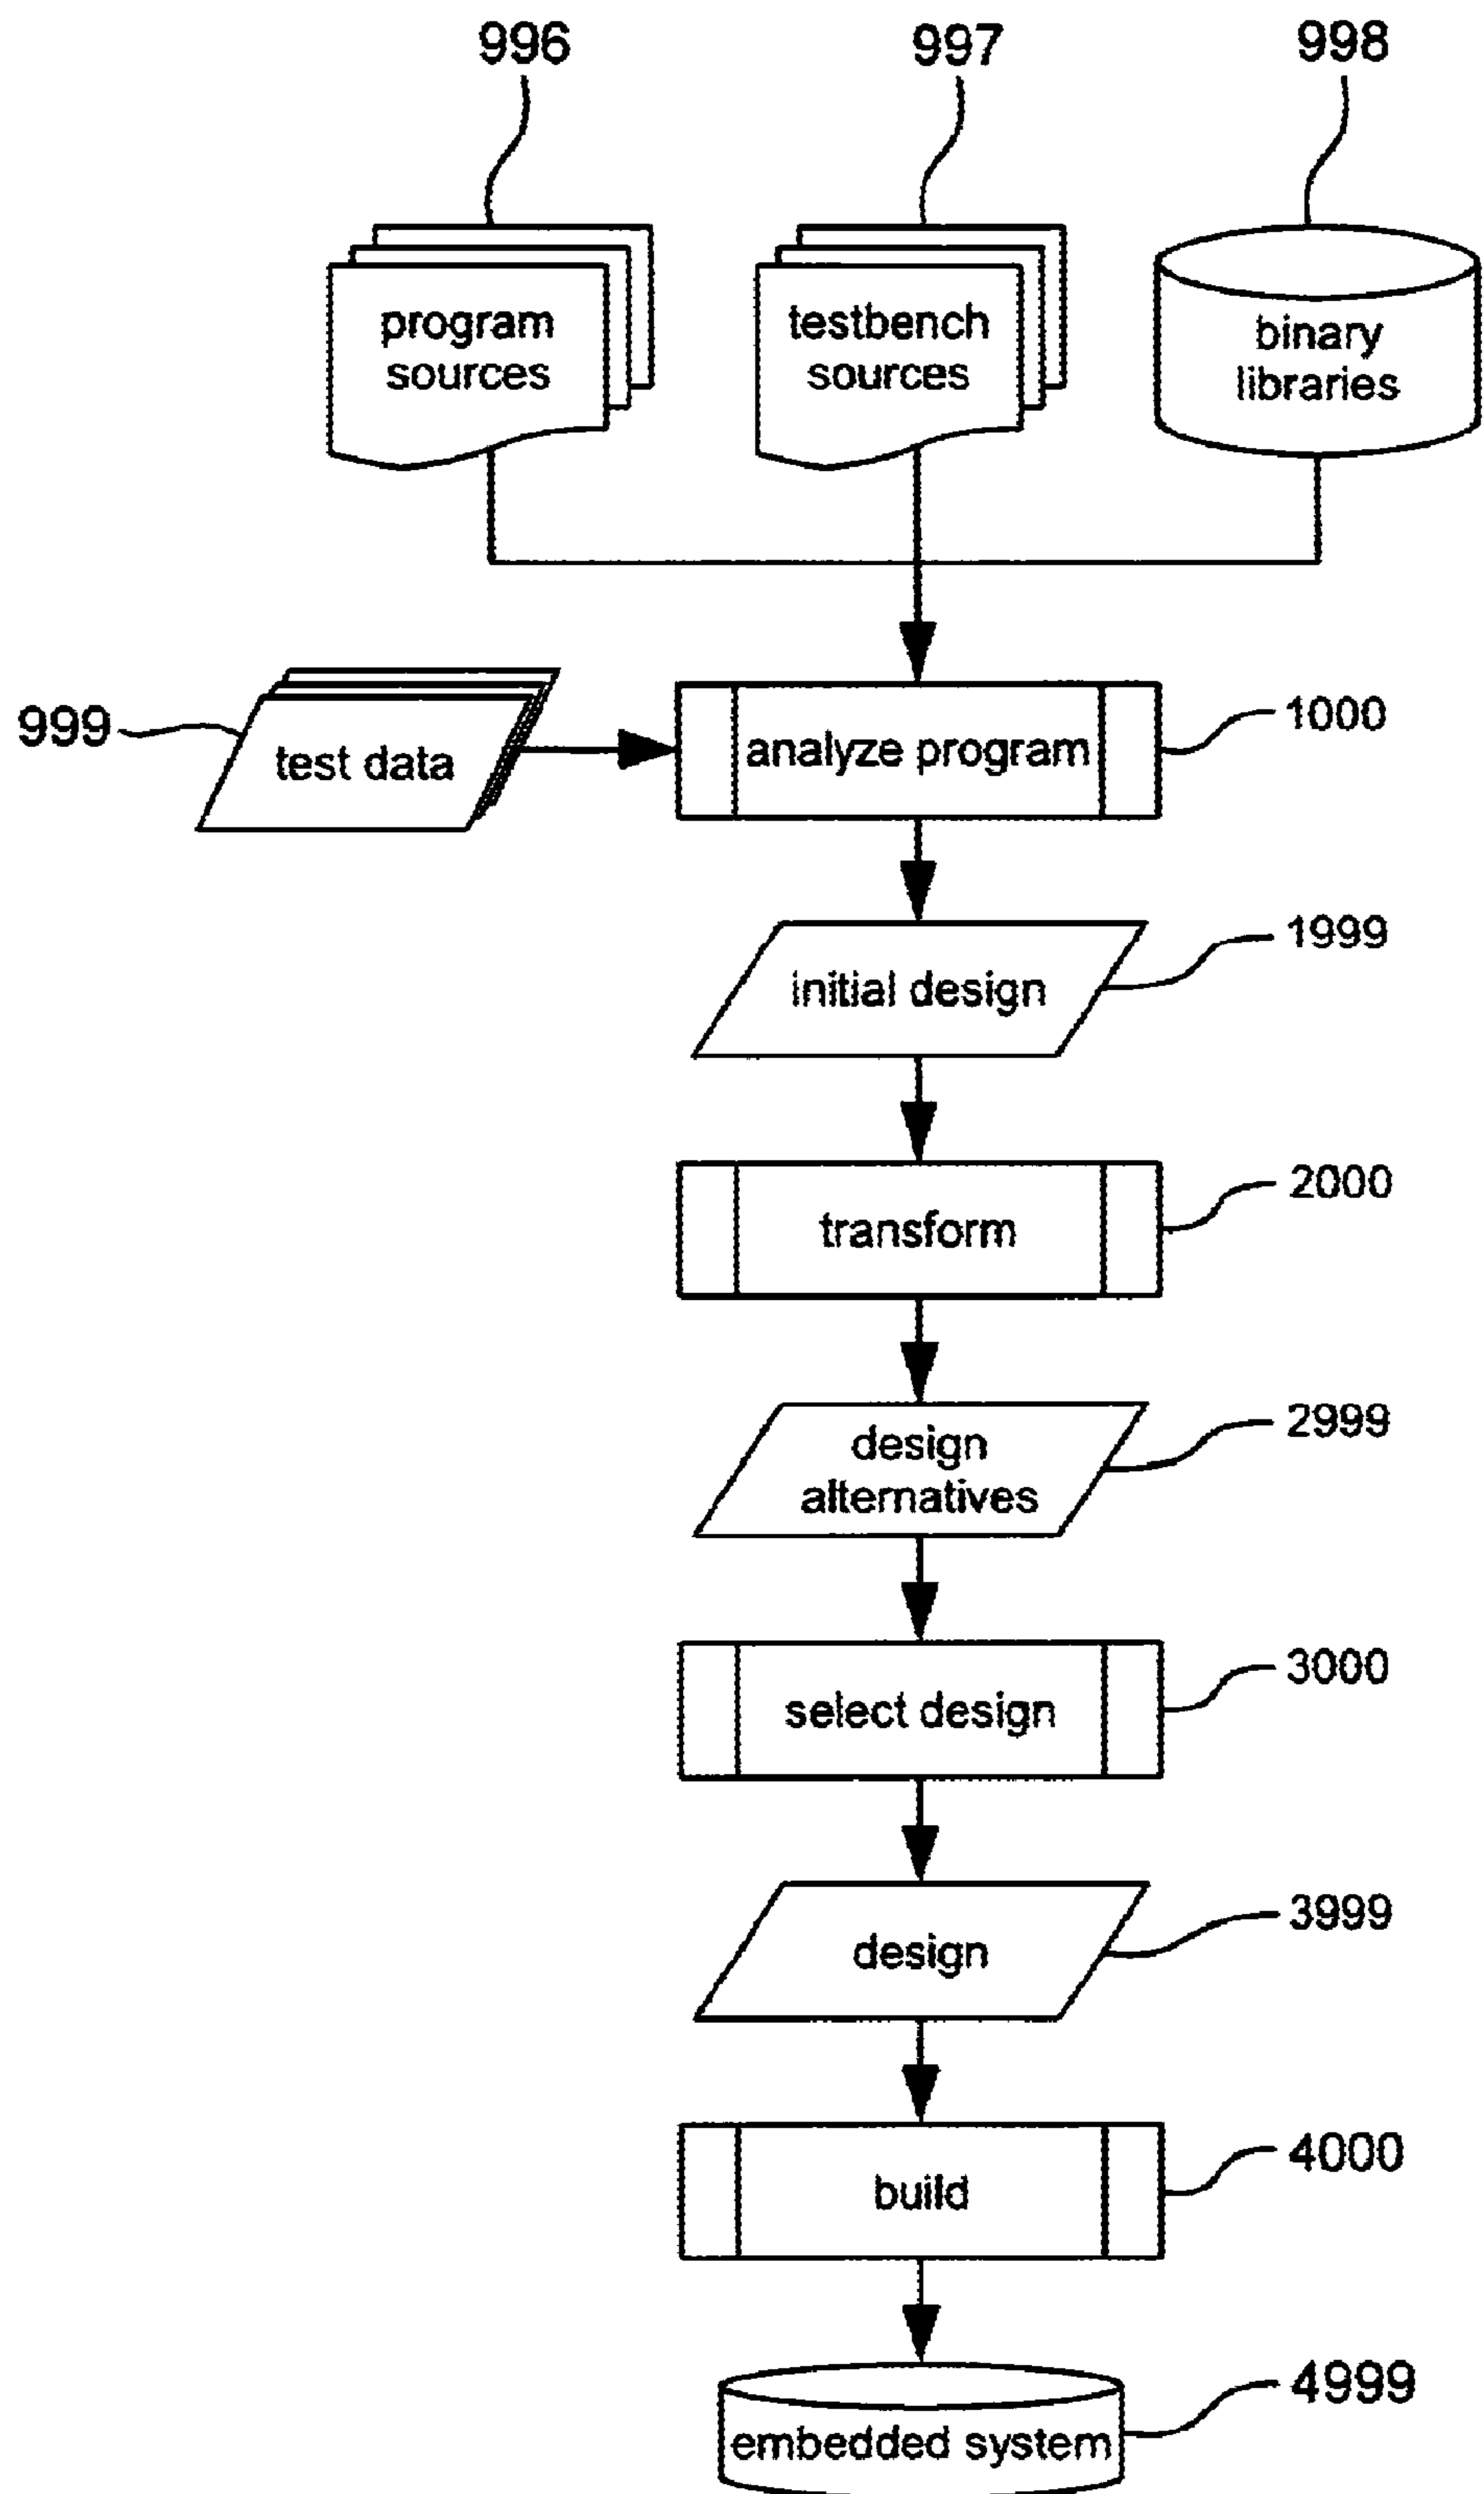 996
997
998
program
sources
testbench
sources
binary
libraries
999
test data
analyze program
1000
initial design
1999
transform
2000
design
alternatives
2999
select design
3000
design
3999
build
4000
embedded system
4999